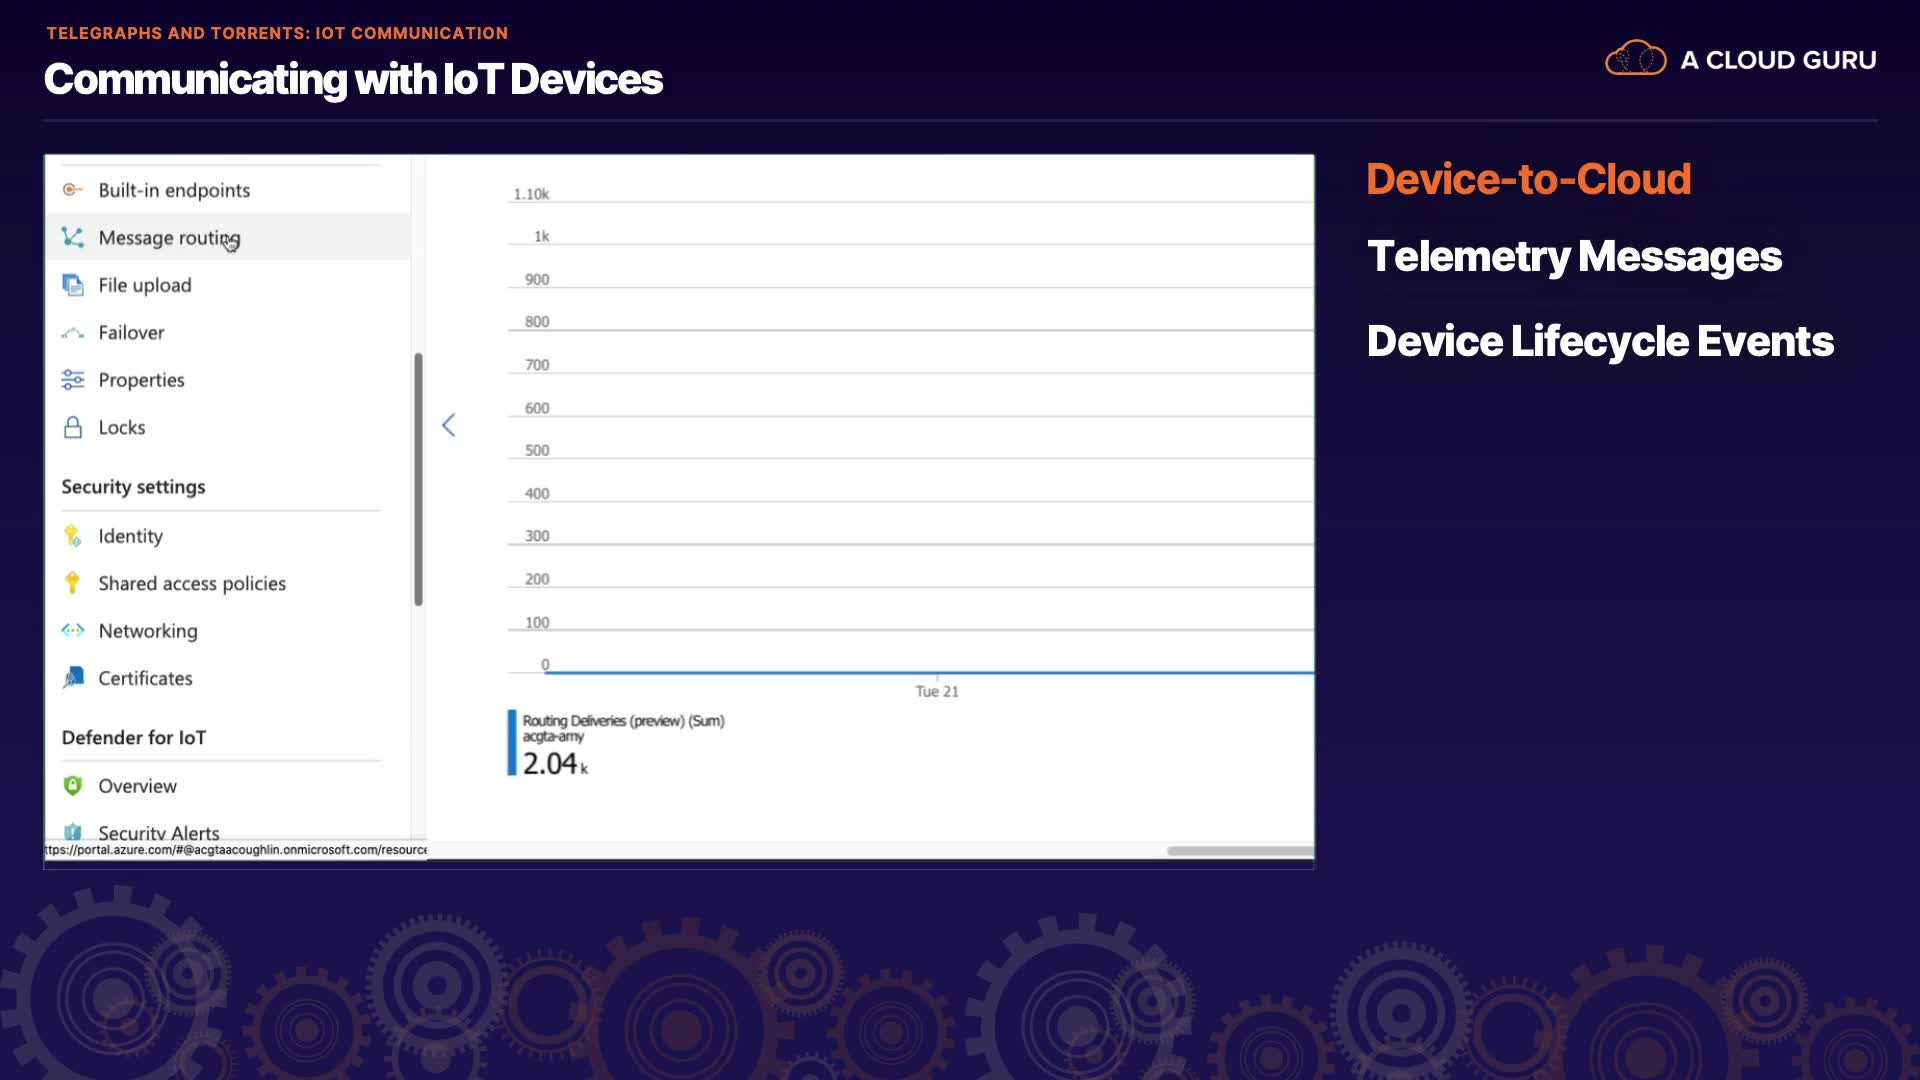 TELEGRAPHS AND TORRENTS: IOT COMMUNICATION
Communicating with IoT Devices
A CLOUD GURU
Built-in endpoints
Message routing
File upload
Failover
Properties
Locks
Security settings
Identity
Shared access policies
Networking
Certificates
Defender for IoT
Overview
Security Alerts
ttps://portal.azure.com/#@acgtaacoughlin.onmicrosoft.com/resource
1.10k
1k
900
800
700
600
500
400
300
200
100
0
Tue 21
Routing Deliveries (preview) (Sum)
acgta-amy
2.04 k
Device-to-Cloud
Telemetry Messages
Device Lifecycle Events